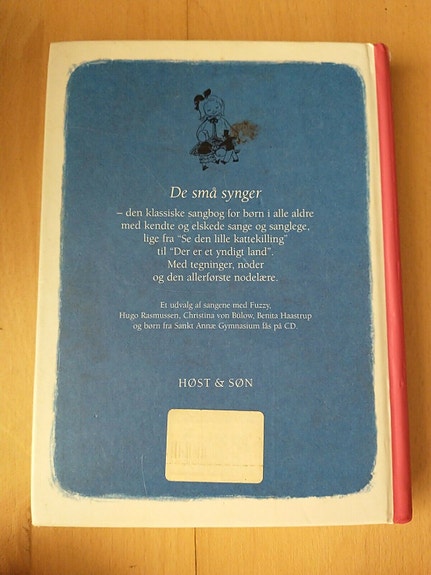 De små synger
– den klassiske sangbog for børn i alle aldre
med kendte og elskede sange og sanglege,
lige fra "Se den lille kattekilling"
til "Der er et yndigt land".
Med tegninger, noder
og den allerførste nodelære.
Et udvalg af sangene med Fuzzy,
Hugo Rasmussen, Christina von Bülow, Benita Haastrup
og børn fra Sankt Annæ Gymnasium fås på CD.
HØST & SØN